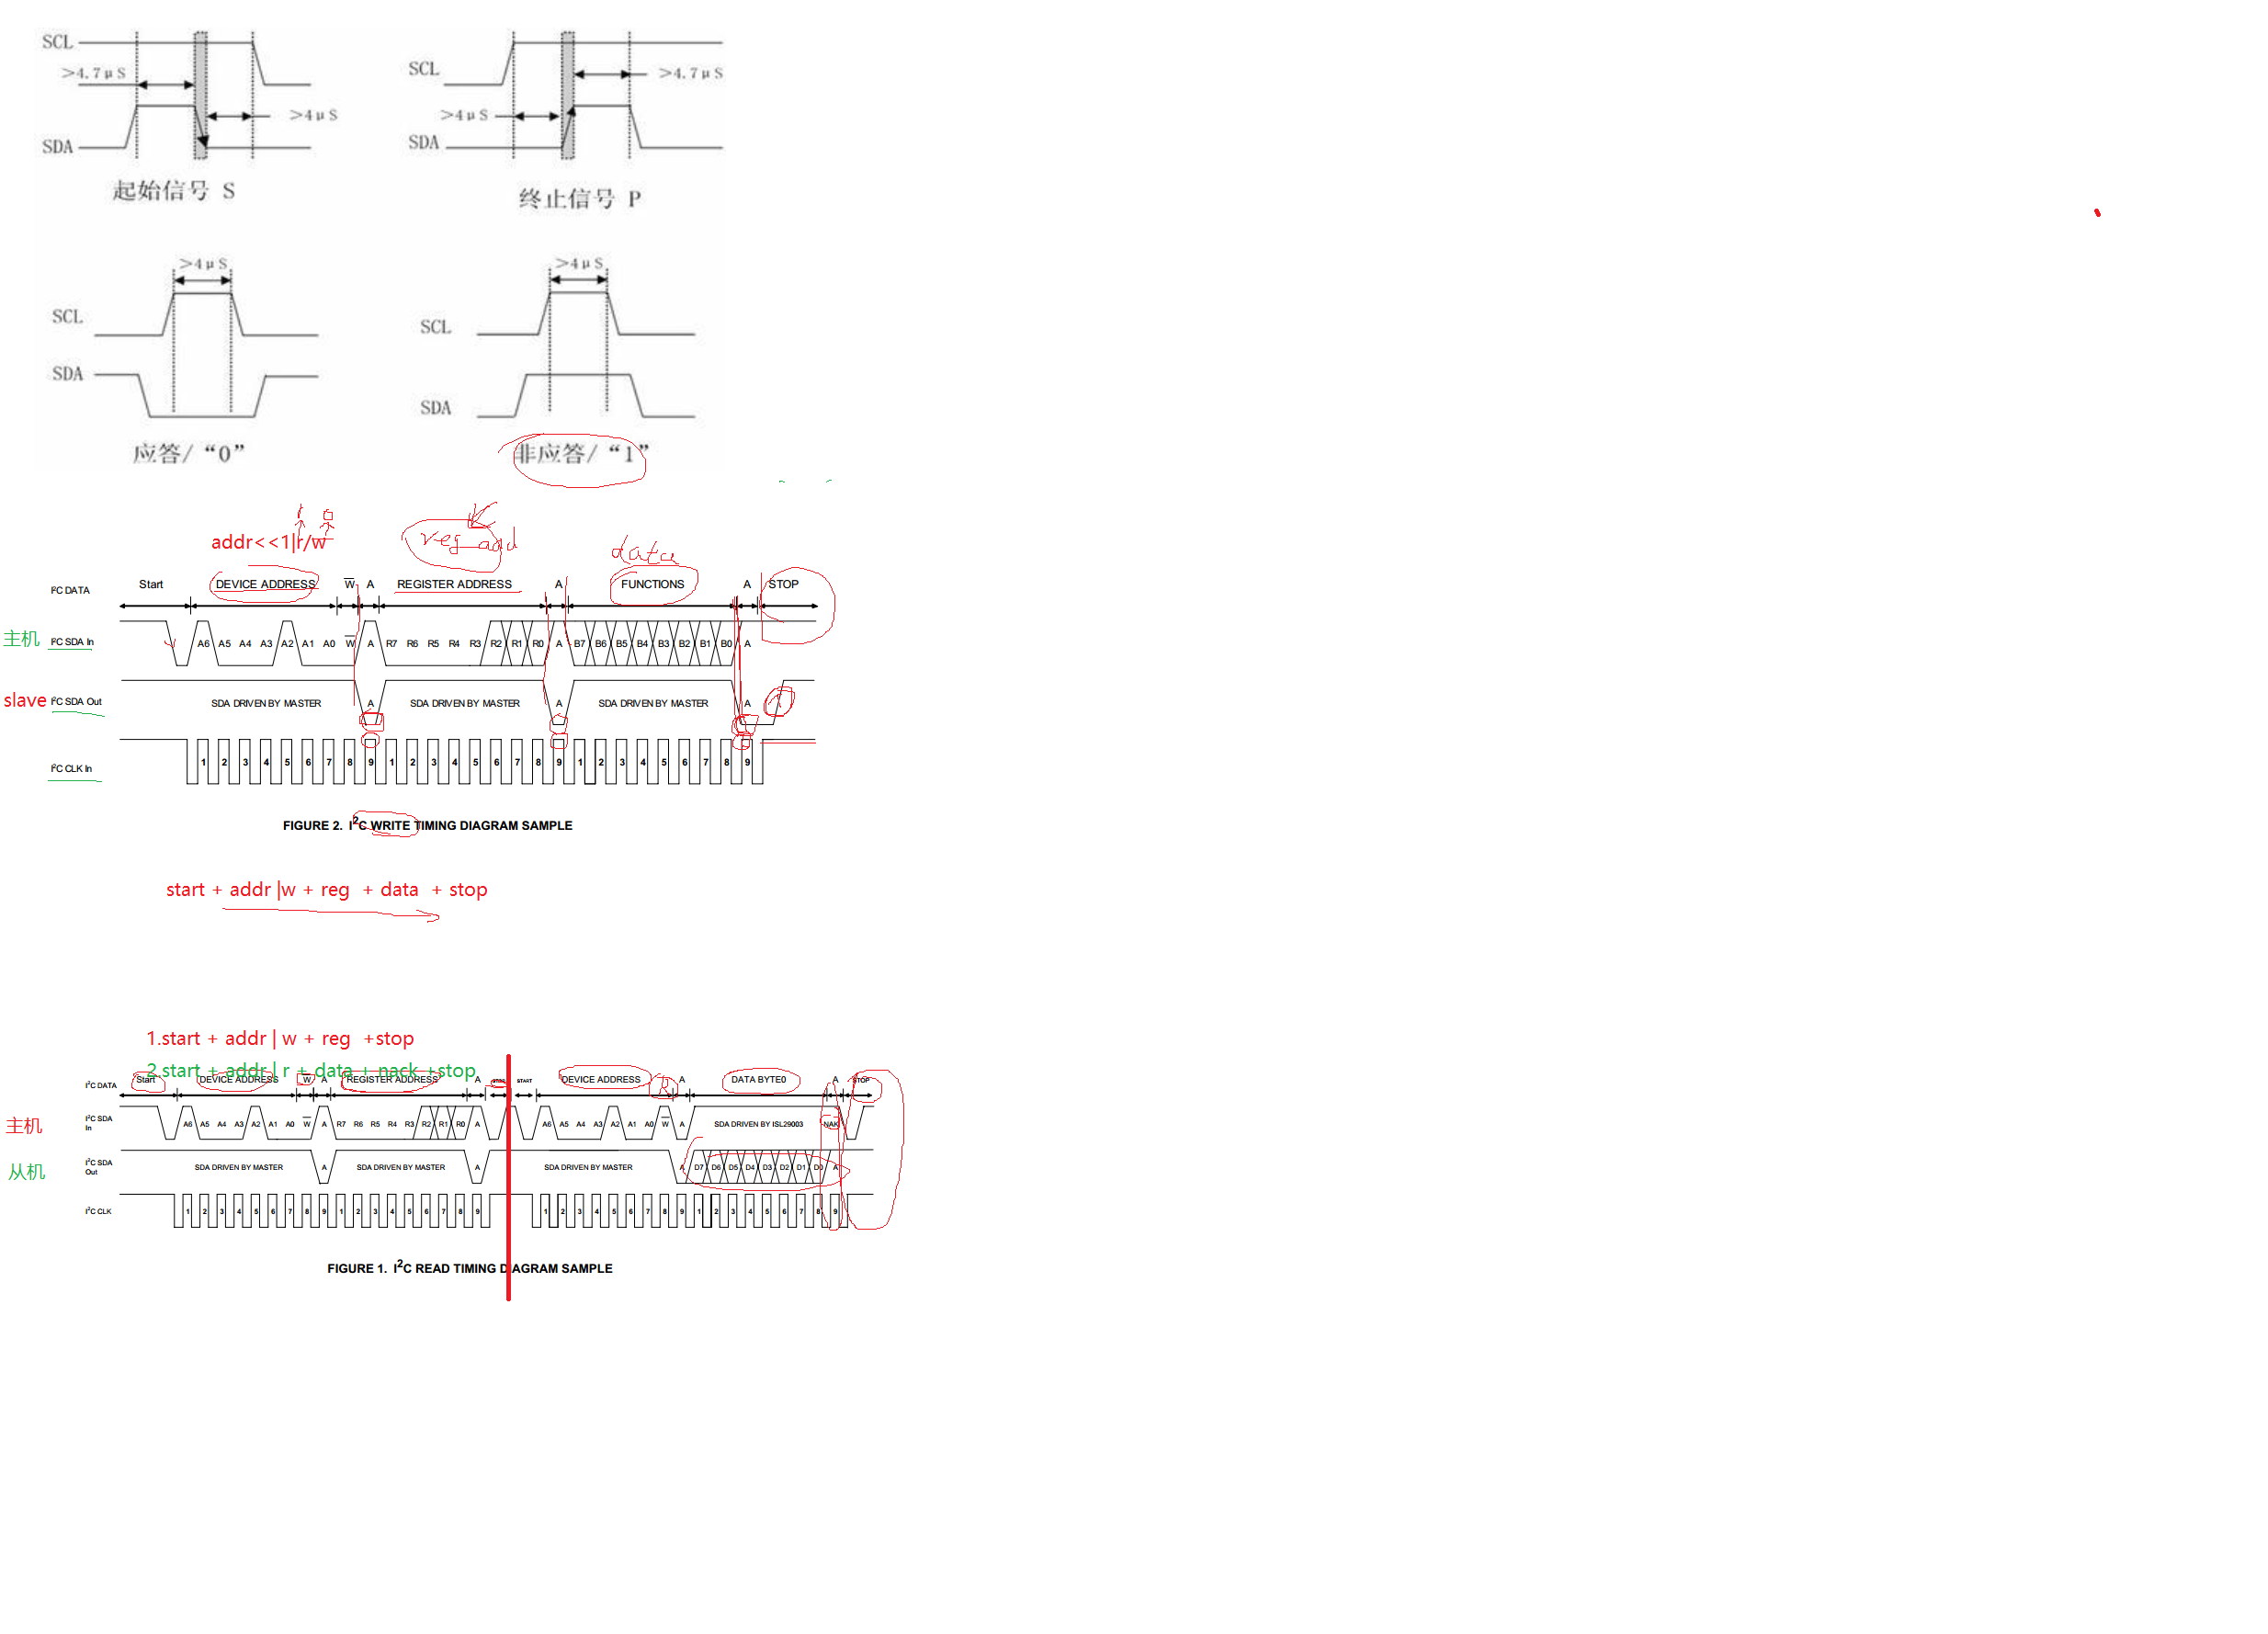 SCL
>4.7μS
>4μS
SDA
起始信号 S
SCL
>4.7μS
>4μS
SDA
终止信号 P
>4μS
SCL
SDA
应答/“0”
>4μS
SCL
SDA
非应答/“1”
addr<<1|r/w
reg_add
data
I²C DATA Start DEVICE ADDRESS W A REGISTER ADDRESS A FUNCTIONS A STOP
主机 I²C SDA In A6 A5 A4 A3 A2 A1 A0 W A R7 R6 R5 R4 R3 R2 R1 R0 A B7 B6 B5 B4 B3 B2 B1 B0 A
slave I²C SDA Out SDA DRIVEN BY MASTER A SDA DRIVEN BY MASTER A SDA DRIVEN BY MASTER A
I²C CLK In 1 2 3 4 5 6 7 8 9 1 2 3 4 5 6 7 8 9 1 2 3 4 5 6 7 8 9
FIGURE 2. I²C WRITE TIMING DIAGRAM SAMPLE
start + addr |w + reg + data + stop
1.start + addr | w + reg +stop
2.start + addr | r + data + nack +stop
I²C DATA Start DEVICE ADDRESS W A REGISTER ADDRESS A STOP START DEVICE ADDRESS R A DATA BYTE0 A STOP
主机 I²C SDA In A6 A5 A4 A3 A2 A1 A0 W A R7 R6 R5 R4 R3 R2 R1 R0 A A6 A5 A4 A3 A2 A1 A0 W A SDA DRIVEN BY ISL29003 NAK
从机 I²C SDA Out SDA DRIVEN BY MASTER A SDA DRIVEN BY MASTER A SDA DRIVEN BY MASTER A D7 D6 D5 D4 D3 D2 D1 D0 A
I²C CLK 1 2 3 4 5 6 7 8 9 1 2 3 4 5 6 7 8 9 1 2 3 4 5 6 7 8 9 1 2 3 4 5 6 7 8 9
FIGURE 1. I²C READ TIMING DIAGRAM SAMPLE